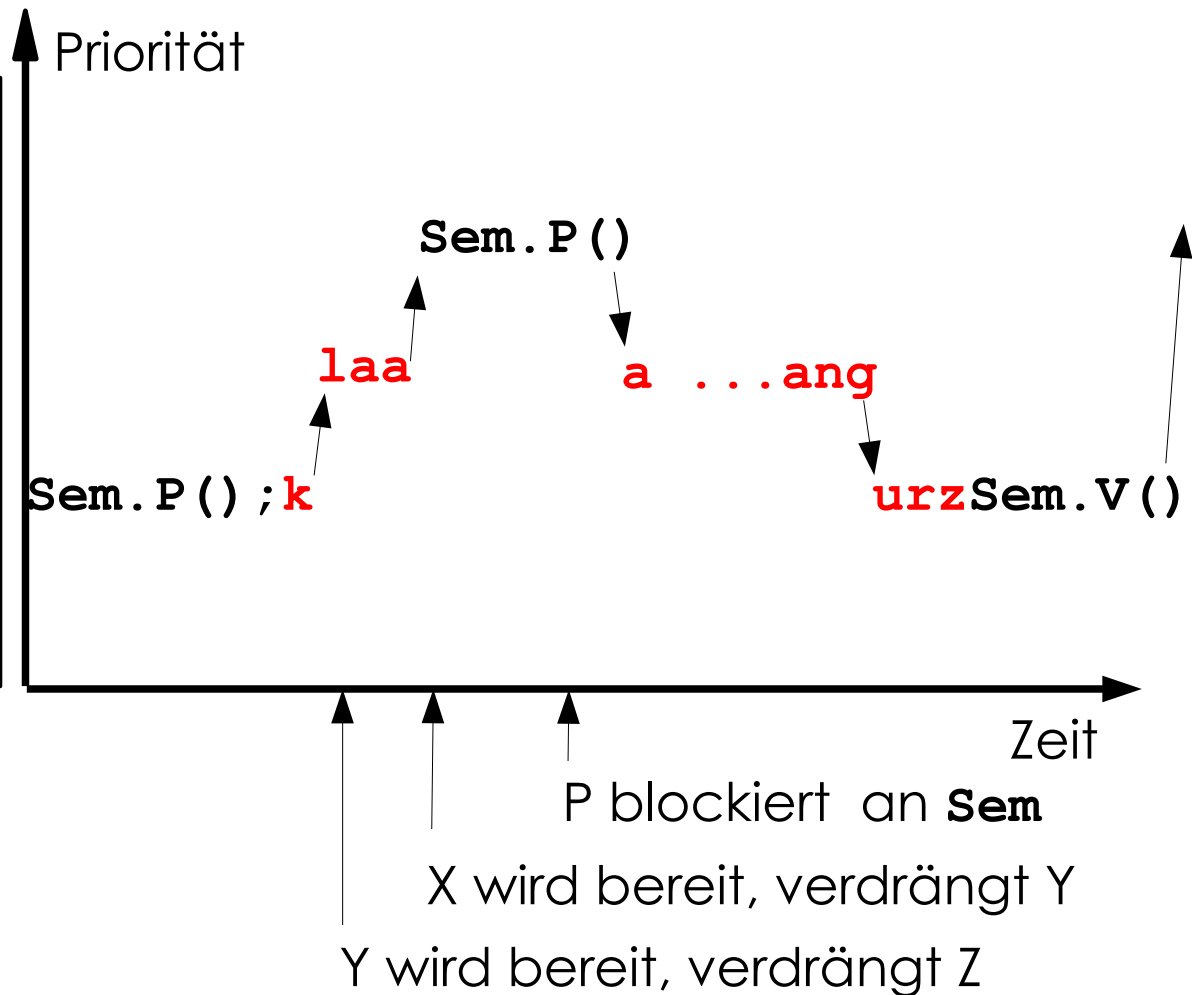 Priorität
Sem.P()
laa a ...ang
Sem.P();k urzSem.V()
Zeit
P blockiert an Sem
X wird bereit, verdrängt Y
Y wird bereit, verdrängt Z